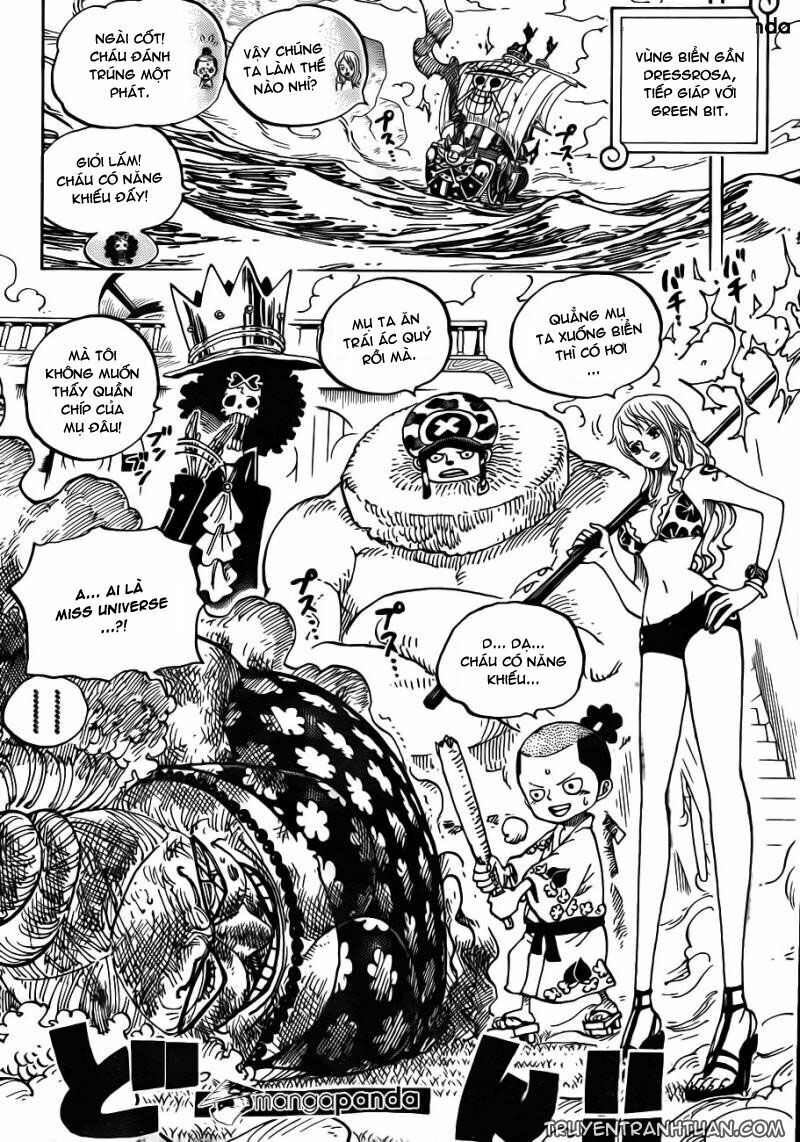 nda
VÙNG BIỂN GẦN
DRESSROSA,
TIẾP GIÁP VỚI
GREEN BIT.
VẬY CHÚNG
TA LÀM THẾ
NÀO NHỈ?
NGÀI CỐT!
CHÁU ĐÁNH
TRÚNG MỘT
PHÁT.
GIỎI LẮM!
CHÁU CÓ NĂNG
KHIẾU ĐẤY!
QUẲNG MỤ
TA XUỐNG BIỂN
THÌ CÓ HƠI
...
MỤ TA ĂN
TRÁI ÁC QUỶ
RỒI MÀ.
MÀ TÔI
KHÔNG MUỐN
THẤY QUẦN
CHÍP CỦA
MỤ ĐÂU!
A... AI LÀ
MISS UNIVERSE
...?!
D... DẠ...
CHÁU CÓ NĂNG
KHIẾU...
!!
ど ん!!
mangapanda
TRUYENTRANHTUAN.COM